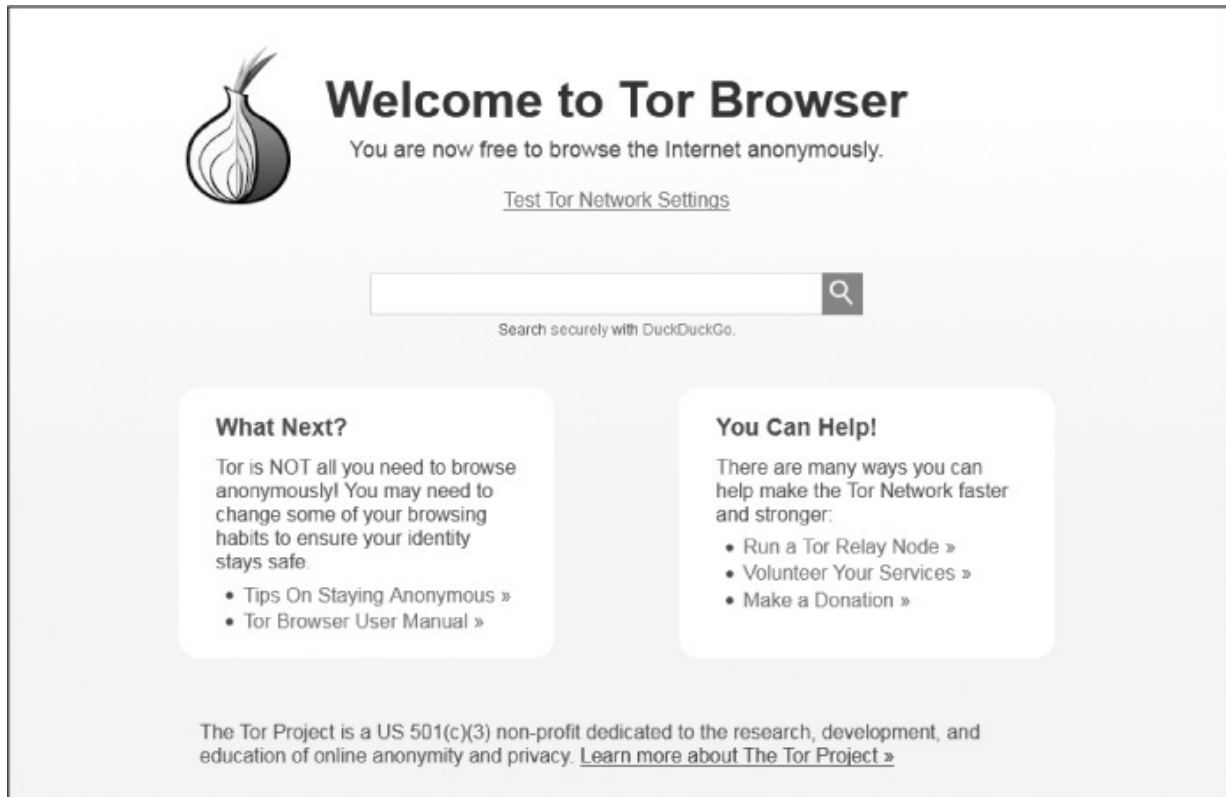 Welcome to Tor Browser
You are now free to browse the Internet anonymously.
Test Tor Network Settings
Search securely with DuckDuckGo.
What Next?
Tor is NOT all you need to browse
anonymously! You may need to
change some of your browsing
habits to ensure your identity
stays safe.
• Tips On Staying Anonymous »
• Tor Browser User Manual »
You Can Help!
There are many ways you can
help make the Tor Network faster
and stronger:
• Run a Tor Relay Node »
• Volunteer Your Services »
• Make a Donation »
The Tor Project is a US 501(c)(3) non-profit dedicated to the research, development, and
education of online anonymity and privacy. Learn more about The Tor Project »